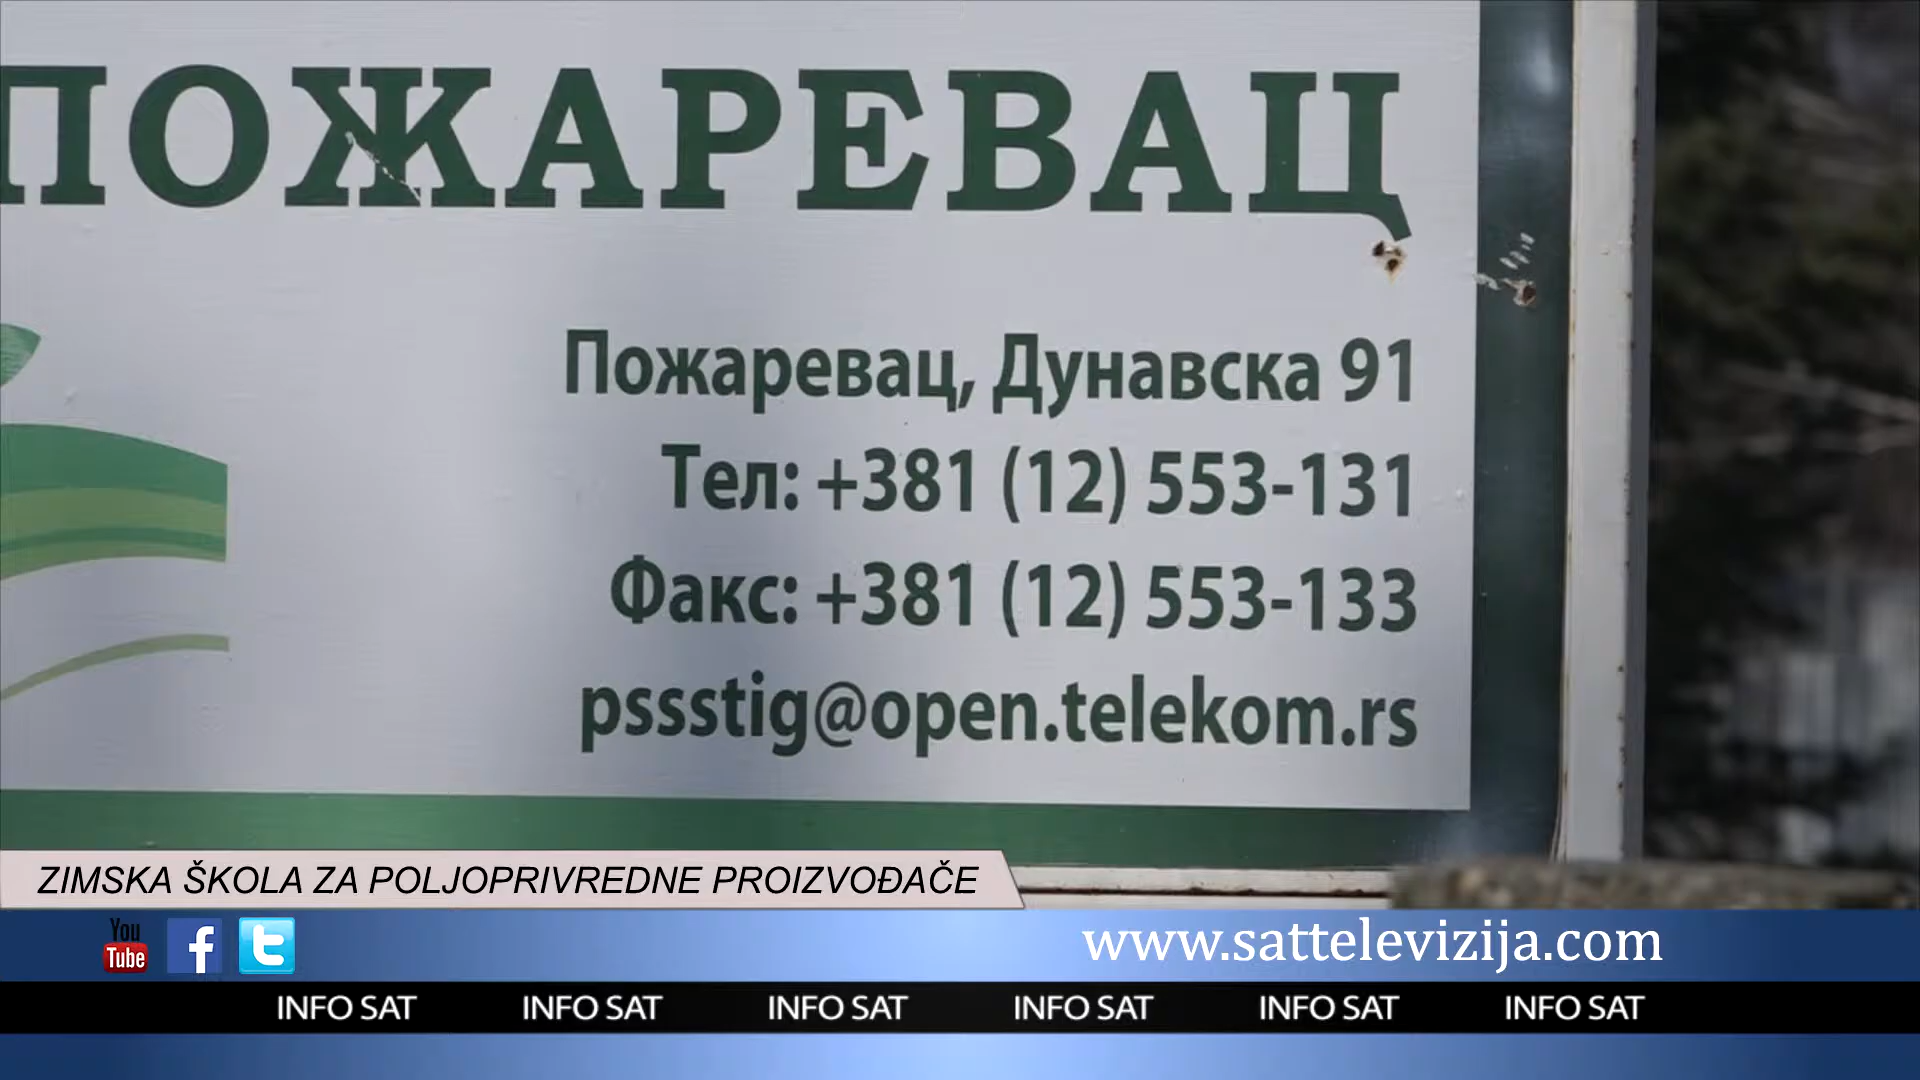 ПОЖАРЕВАЦ
Пожаревац, Дунавска 91
Тел: +381 (12) 553-131
Факс: +381 (12) 553-133
pssstig@open.telekom.rs
ZIMSKA ŠKOLA ZA POLJOPRIVREDNE PROIZVOĐAČE
You
Tube
www.sattelevizija.com
INFO SAT INFO SAT INFO SAT INFO SAT INFO SAT INFO SAT